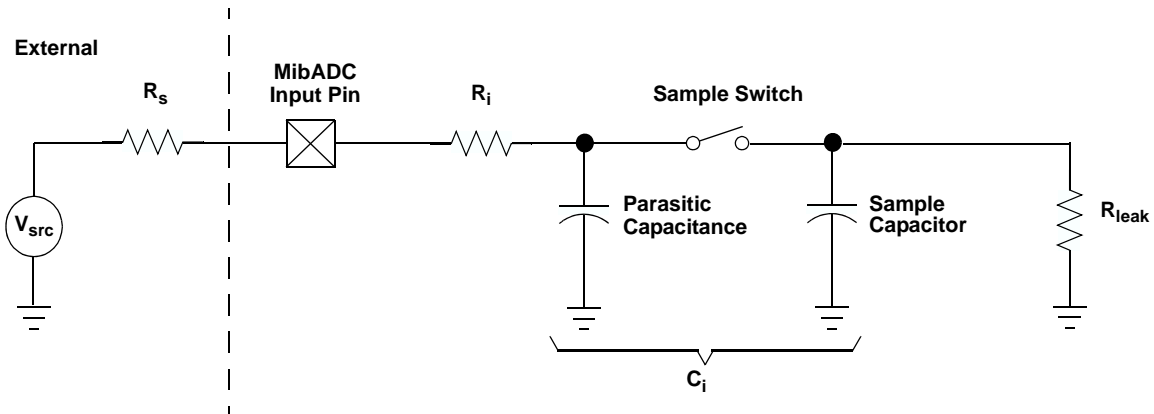 External
MibADC
Input Pin
Rs
Ri
Sample Switch
Vsrc
Parasitic
Capacitance
Sample
Capacitor
Rleak
Ci